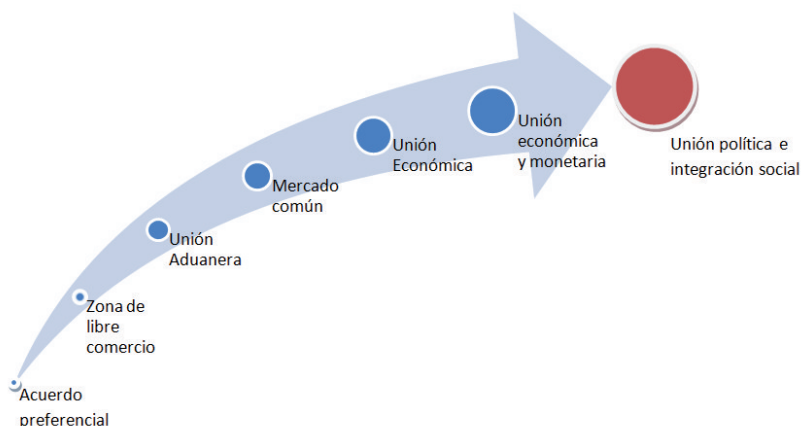 Acuerdo
preferencial
Zona de
libre
comercio
Unión
Aduanera
Mercado
común
Unión
Económica
Unión
económica
y monetaria
Unión política e
integración social